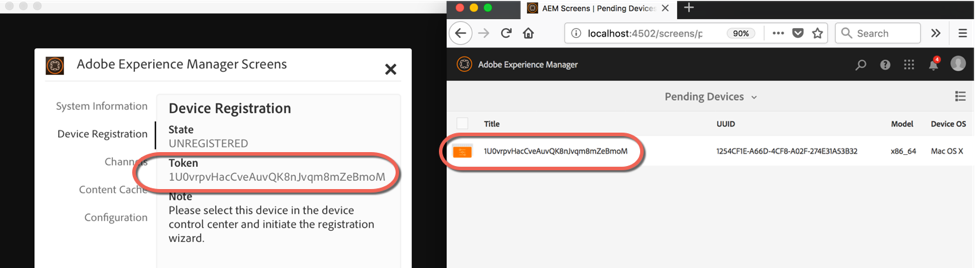 Adobe Experience Manager Screens
System Information
Device Registration
Channels
Content Cache
Configuration
Device Registration
State
UNREGISTERED
Token
1U0vrpvHacCveAuvQK8nJvqm8mZeBmoM
Note
Please select this device in the device
control center and initiate the registration
wizard.
AEM Screens | Pending Devices
localhost:4502/screens/p
90%
Search
Adobe Experience Manager
4
Pending Devices
Title UUID Model Device OS
1U0vrpvHacCveAuvQK8nJvqm8mZeBmoM 1254CF1E-A66D-4CF8-A02F-274E31A53B32 x86_64 Mac OS X